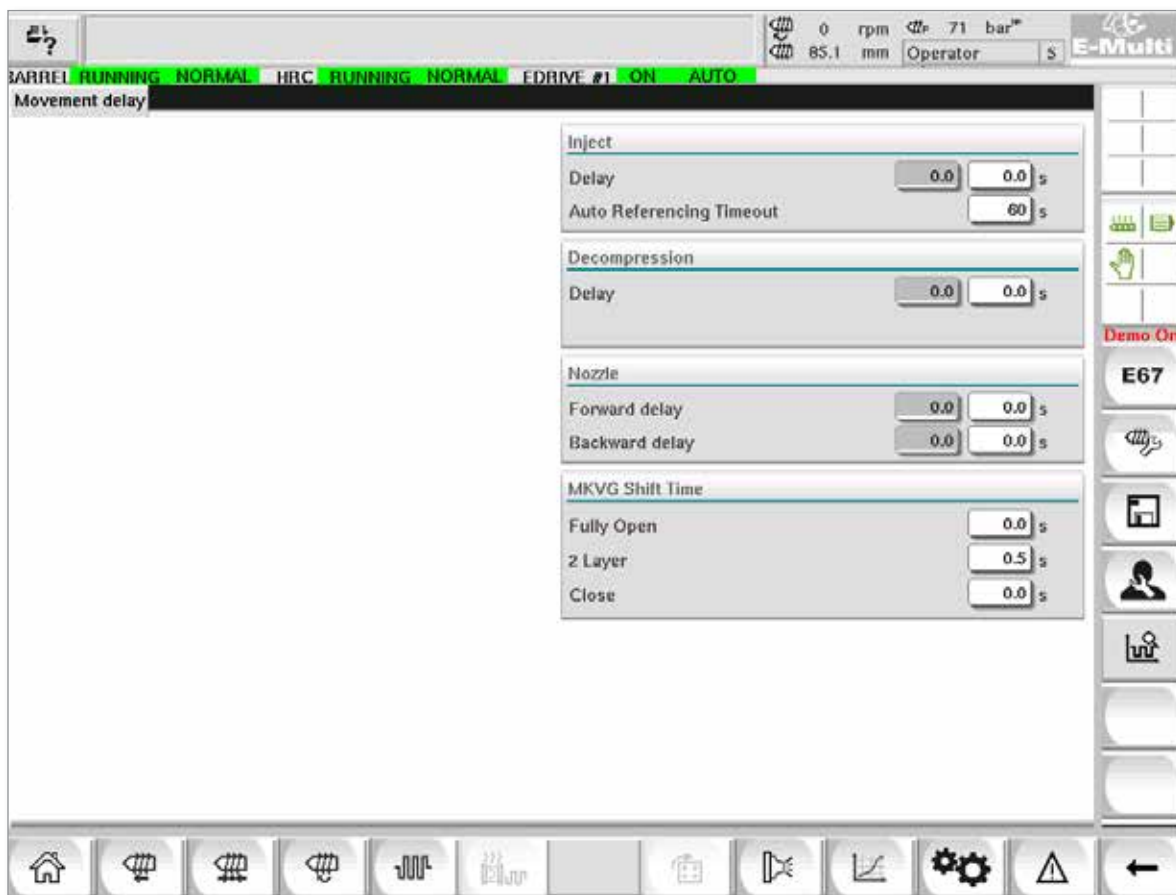 ?
0 rpm 71 bar
85.1 mm Operator S
E-Multi
BARREL RUNNING NORMAL HRC RUNNING NORMAL EDRIVE #1 ON AUTO
Movement delay
Inject
Delay 0.0 0.0 s
Auto Referencing Timeout 60 s
Decompression
Delay 0.0 0.0 s
Nozzle
Forward delay 0.0 0.0 s
Backward delay 0.0 0.0 s
MKVG Shift Time
Fully Open 0.0 s
2 Layer 0.5 s
Close 0.0 s
Demo On
E67